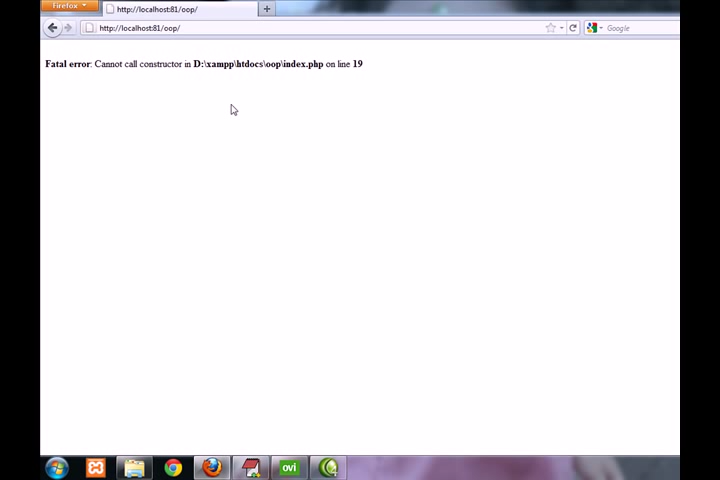 Firefox
http://localhost:81/oop/
http://localhost:81/oop/
Google
Fatal error: Cannot call constructor in D:\xampp\htdocs\oop\index.php on line 19
ovi